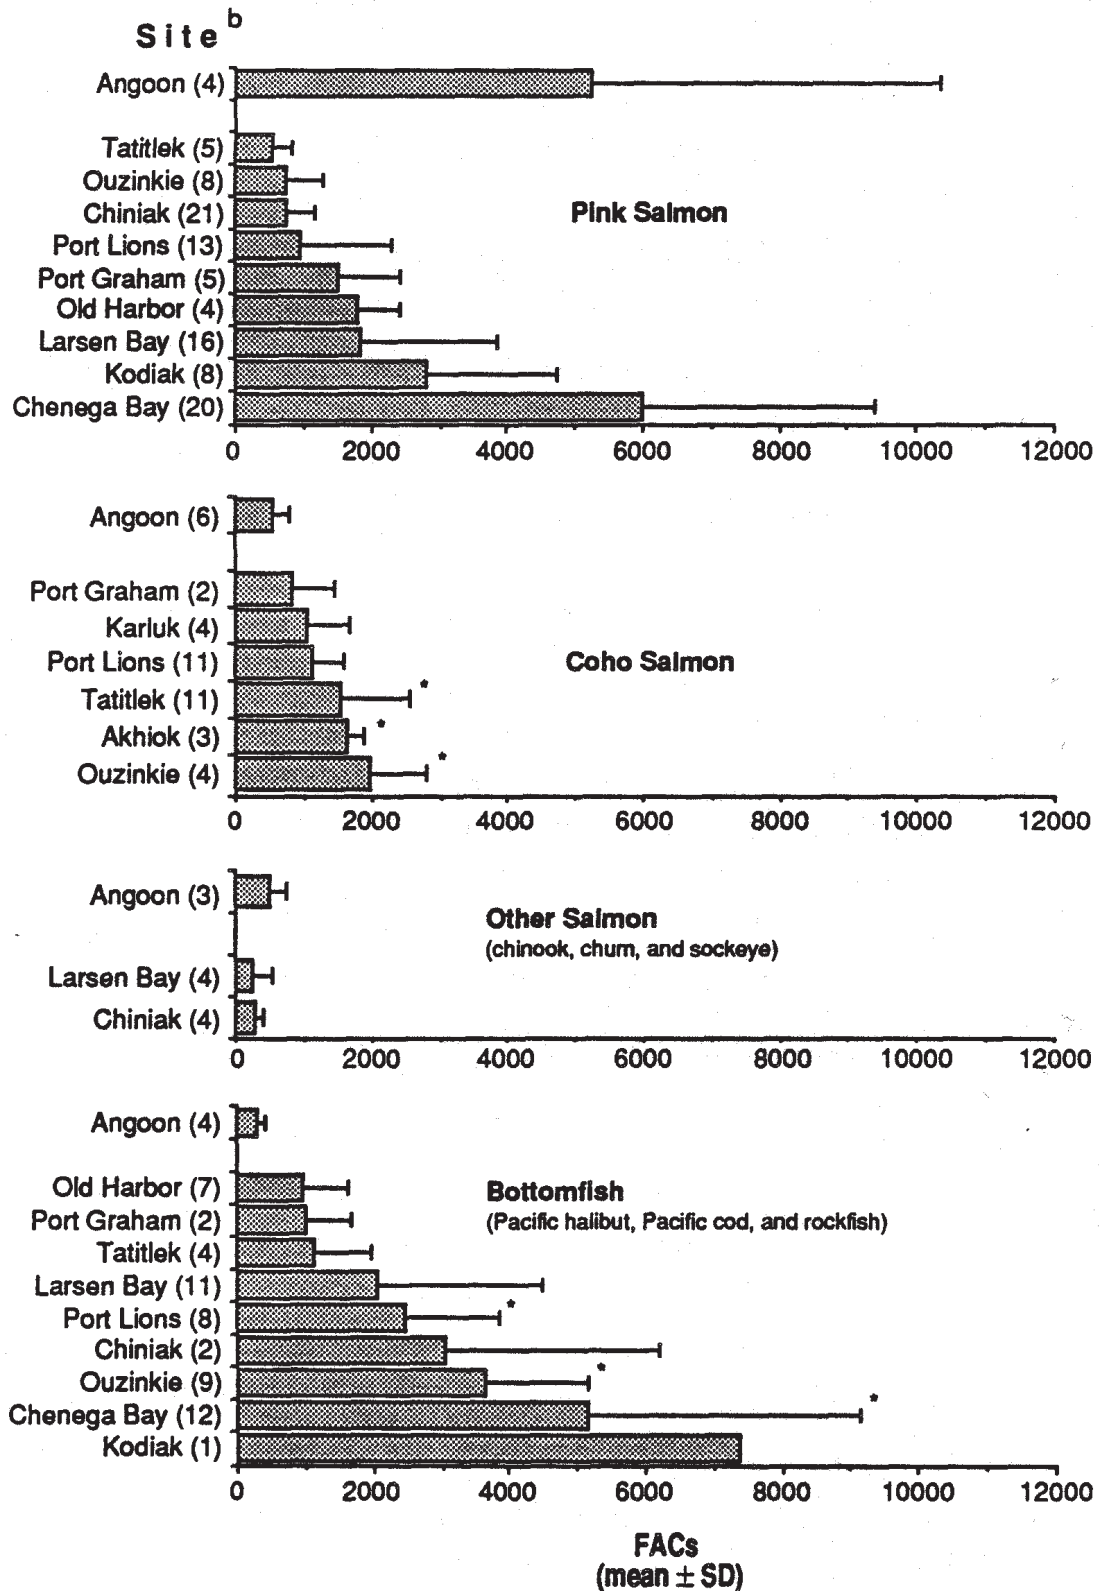 Site b
Angoon (4)
Tatitlek (5)
Ouzinkie (8)
Chiniak (21)
Pink Salmon
Port Lions (13)
Port Graham (5)
Old Harbor (4)
Larsen Bay (16)
Kodiak (8)
Chenega Bay (20)
0 2000 4000 6000 8000 10000 12000
Angoon (6)
Port Graham (2)
Karluk (4)
Port Lions (11)
Coho Salmon
Tatitlek (11) *
Akhiok (3) *
Ouzinkie (4) *
0 2000 4000 6000 8000 10000 12000
Angoon (3)
Other Salmon
(chinook, chum, and sockeye)
Larsen Bay (4)
Chiniak (4)
0 2000 4000 6000 8000 10000 12000
Angoon (4)
Old Harbor (7)
Bottomfish
Port Graham (2)
(Pacific halibut, Pacific cod, and rockfish)
Tatitlek (4)
Larsen Bay (11)
Port Lions (8) *
Chiniak (2)
Ouzinkie (9) *
Chenega Bay (12) *
Kodiak (1)
0 2000 4000 6000 8000 10000 12000
FACs
(mean ± SD)